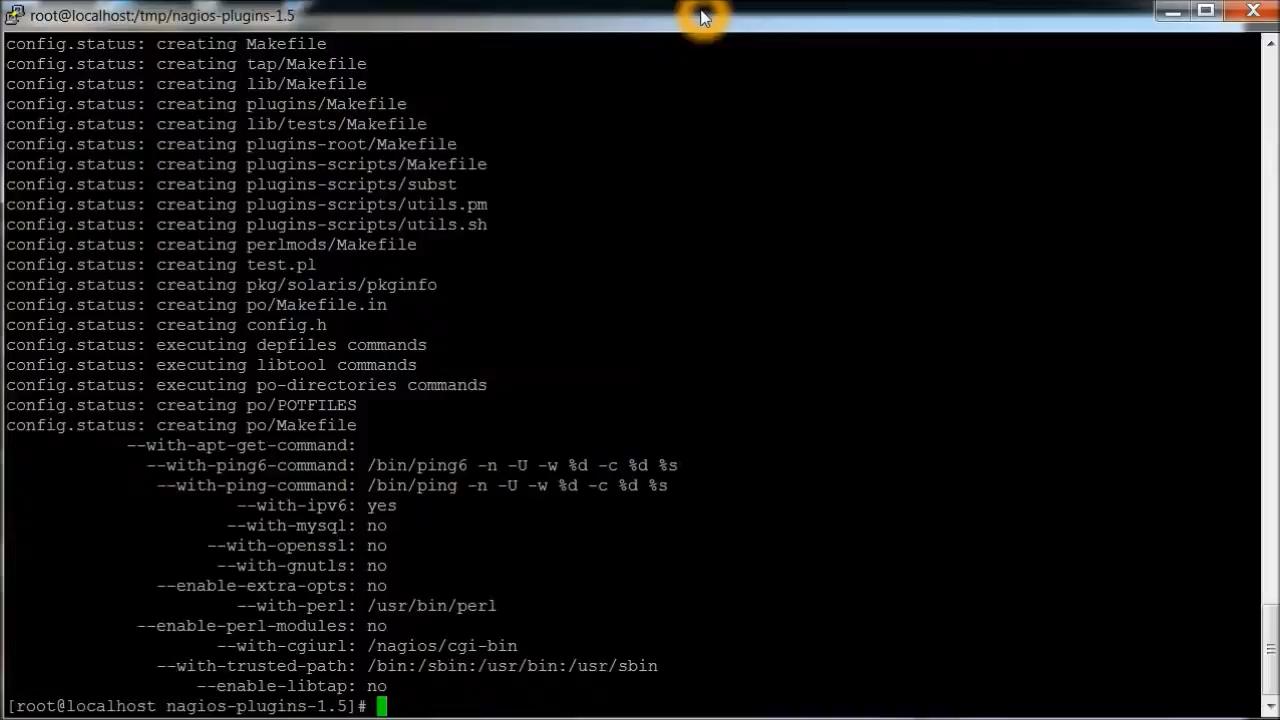 root@localhost:/tmp/nagios-plugins-1.5
config.status: creating Makefile
config.status: creating tap/Makefile
config.status: creating lib/Makefile
config.status: creating plugins/Makefile
config.status: creating lib/tests/Makefile
config.status: creating plugins-root/Makefile
config.status: creating plugins-scripts/Makefile
config.status: creating plugins-scripts/subst
config.status: creating plugins-scripts/utils.pm
config.status: creating plugins-scripts/utils.sh
config.status: creating perlmods/Makefile
config.status: creating test.pl
config.status: creating pkg/solaris/pkginfo
config.status: creating po/Makefile.in
config.status: creating config.h
config.status: executing depfiles commands
config.status: executing libtool commands
config.status: executing po-directories commands
config.status: creating po/POTFILES
config.status: creating po/Makefile
--with-apt-get-command:
--with-ping6-command: /bin/ping6 -n -U -w %d -c %d %s
--with-ping-command: /bin/ping -n -U -w %d -c %d %s
--with-ipv6: yes
--with-mysql: no
--with-openssl: no
--with-gnutls: no
--enable-extra-opts: no
--with-perl: /usr/bin/perl
--enable-perl-modules: no
--with-cgiurl: /nagios/cgi-bin
--with-trusted-path: /bin:/sbin:/usr/bin:/usr/sbin
--enable-libtap: no
[root@localhost nagios-plugins-1.5]#